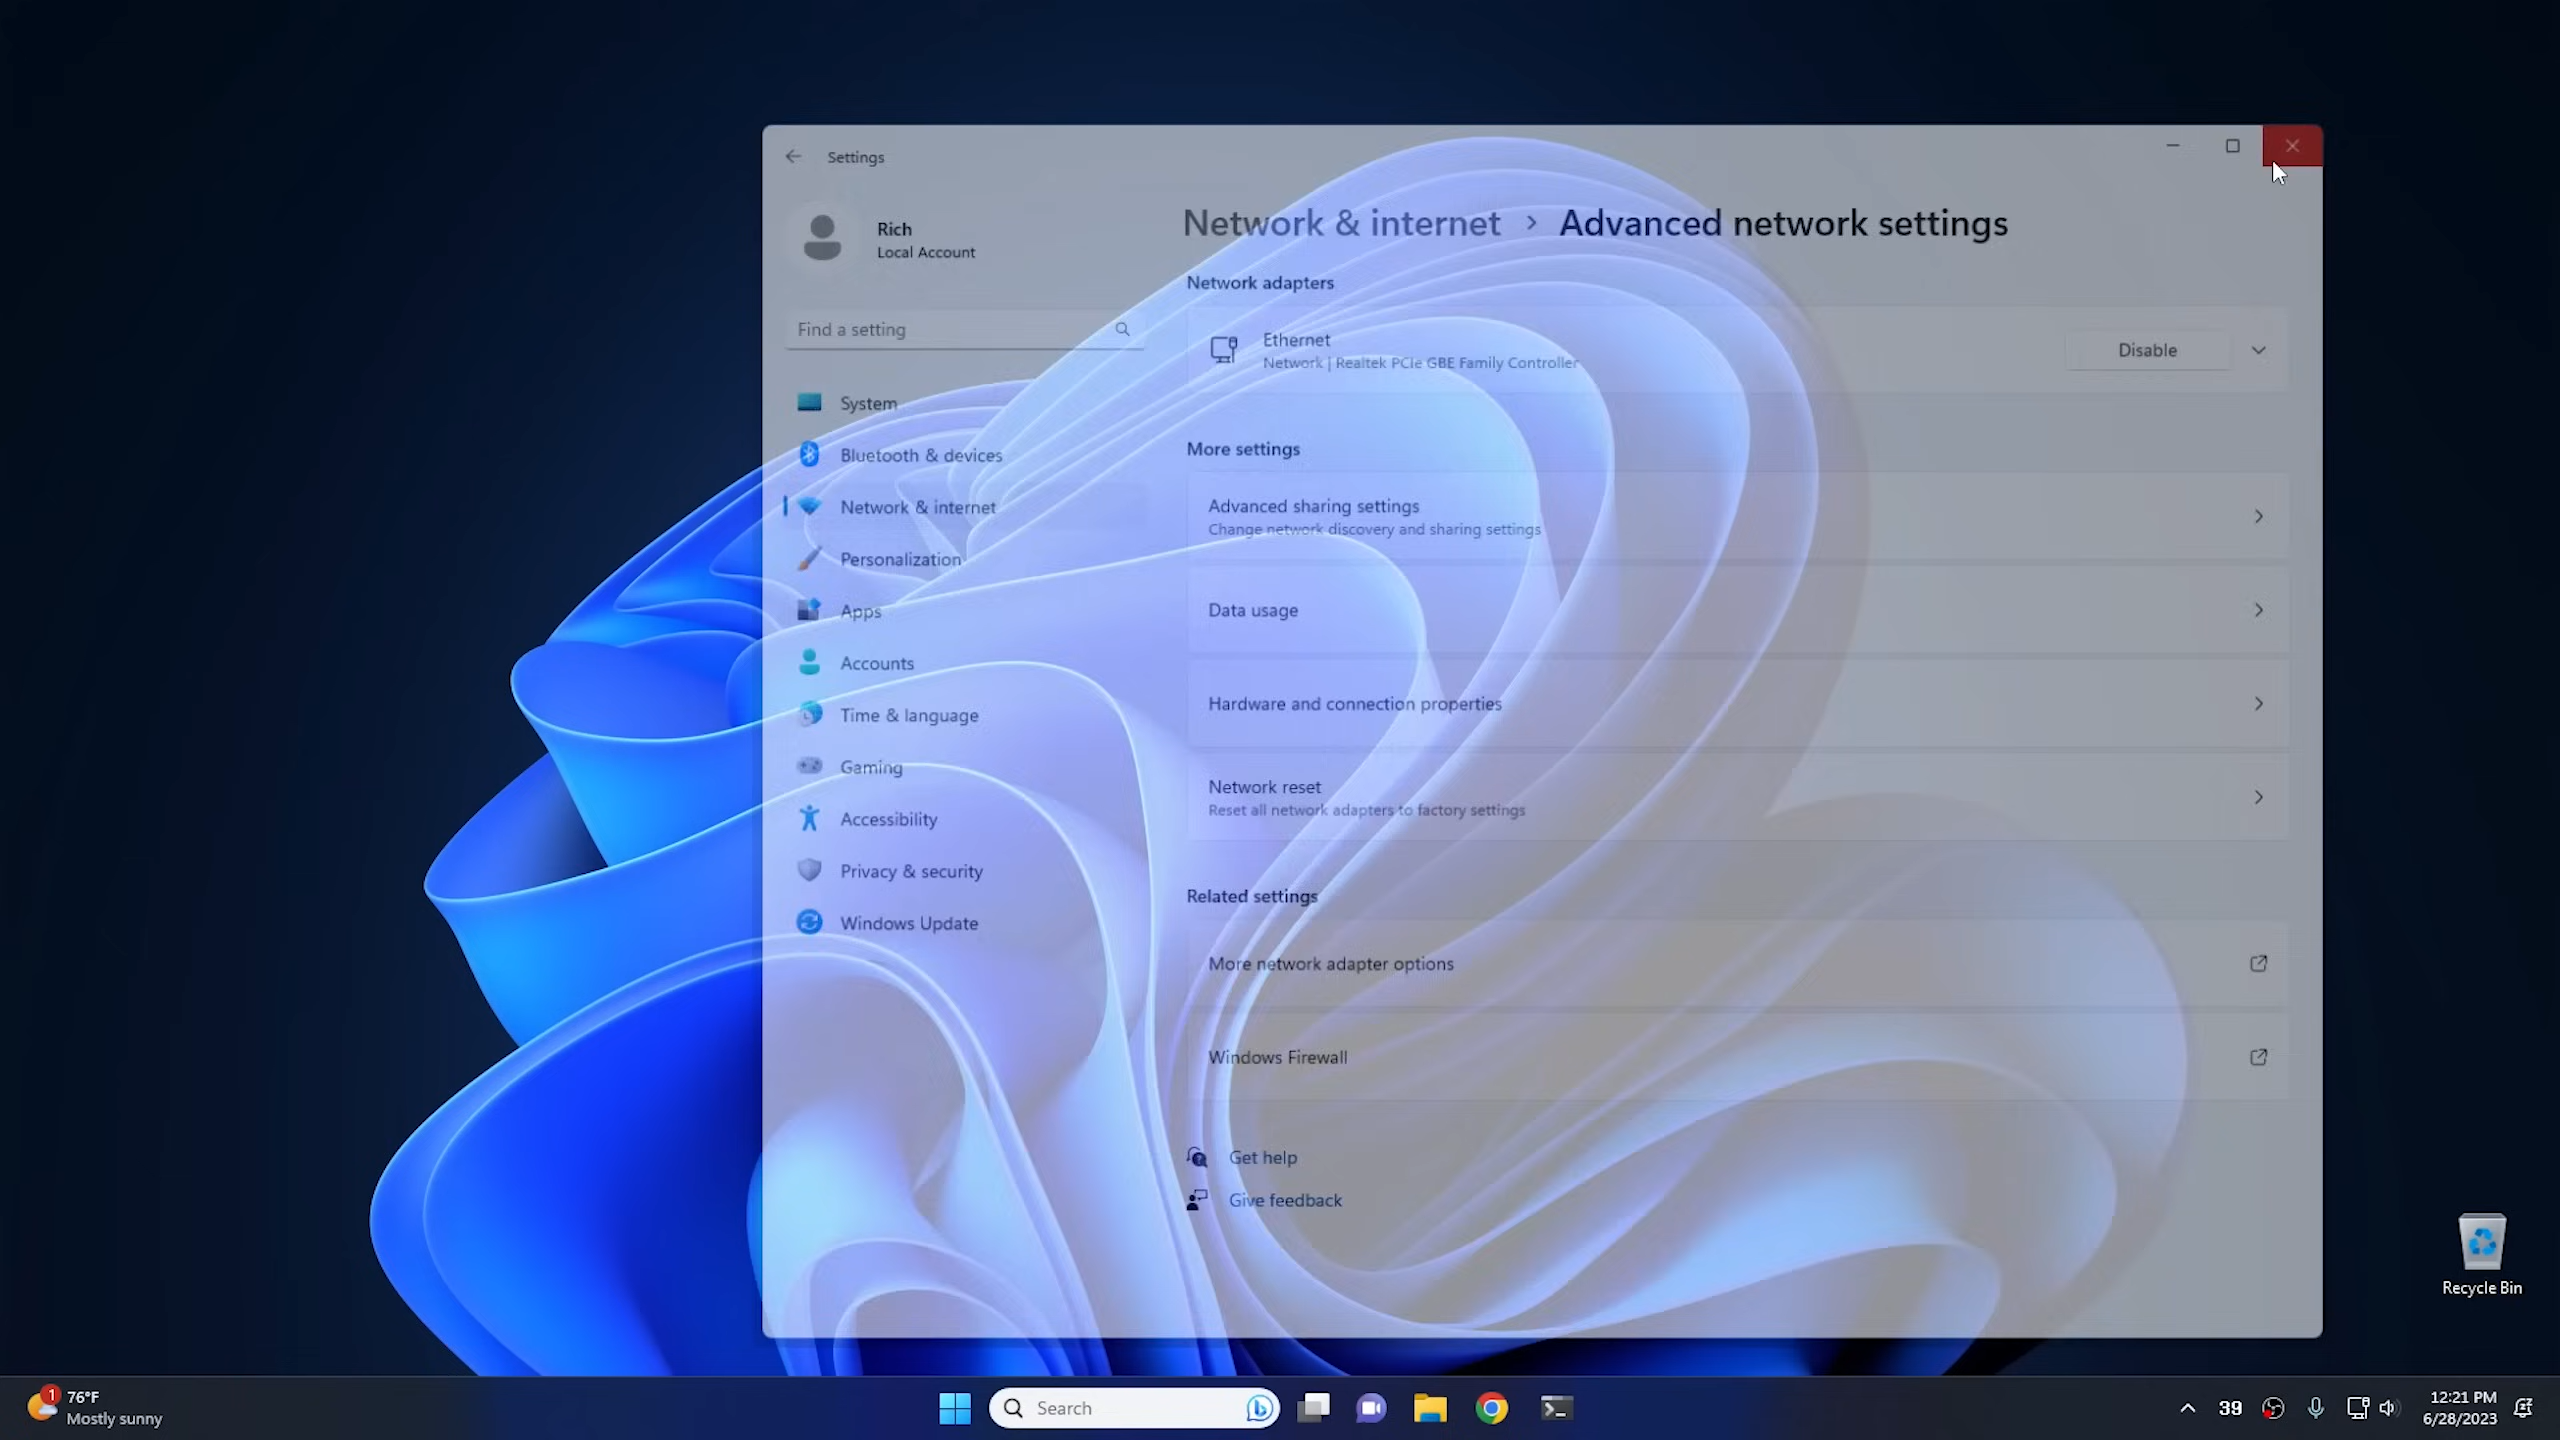 Settings
Rich
Local Account
Find a setting
System
Bluetooth & devices
Network & internet
Personalization
Apps
Accounts
Time & language
Gaming
Accessibility
Privacy & security
Windows Update
Network & internet > Advanced network settings
Network adapters
Ethernet
Network | Realtek PCIe GBE Family Controller
Disable
More settings
Advanced sharing settings
Change network discovery and sharing settings
Data usage
Hardware and connection properties
Network reset
Reset all network adapters to factory settings
Related settings
More network adapter options
Windows Firewall
Get help
Give feedback
Recycle Bin
1
76°F
Mostly sunny
Search
39
12:21 PM
6/28/2023